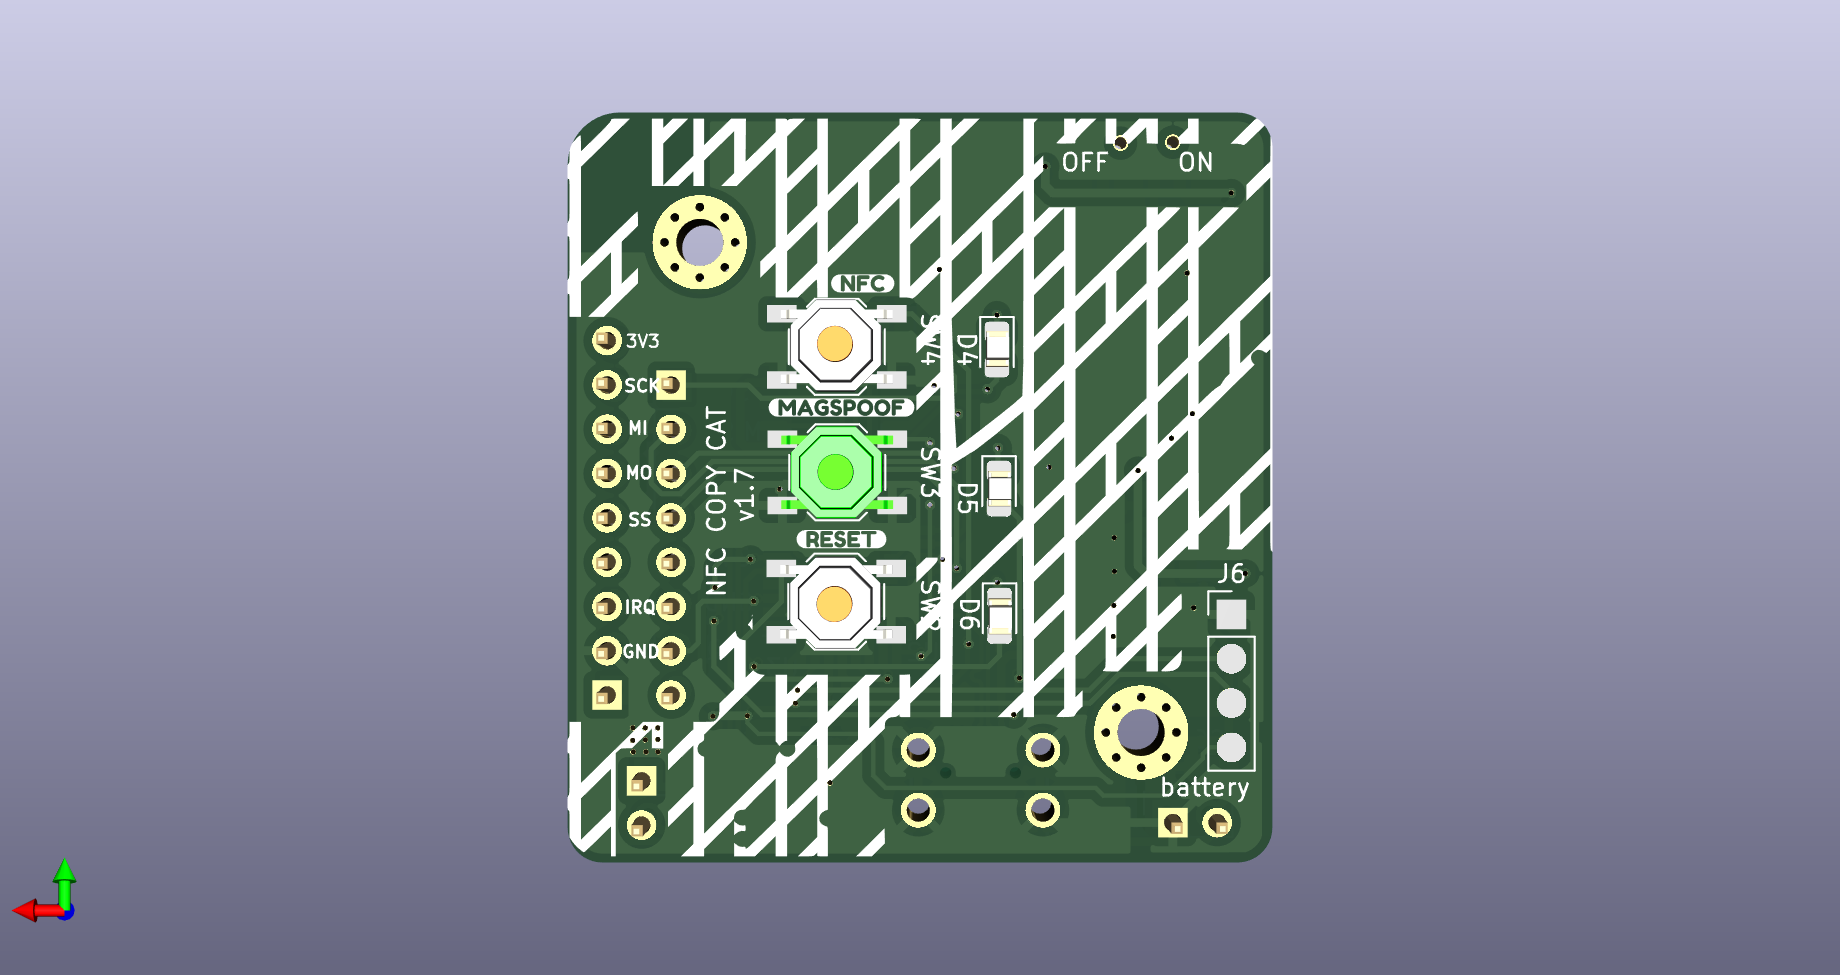 OFF
ON
NFC
3V3
SW4
D4
SCK
MAGSPOOF
MI
NFC COPY CAT
v1.7
MO
SW3
D5
SS
RESET
J6
IRQ
D6
GND
battery